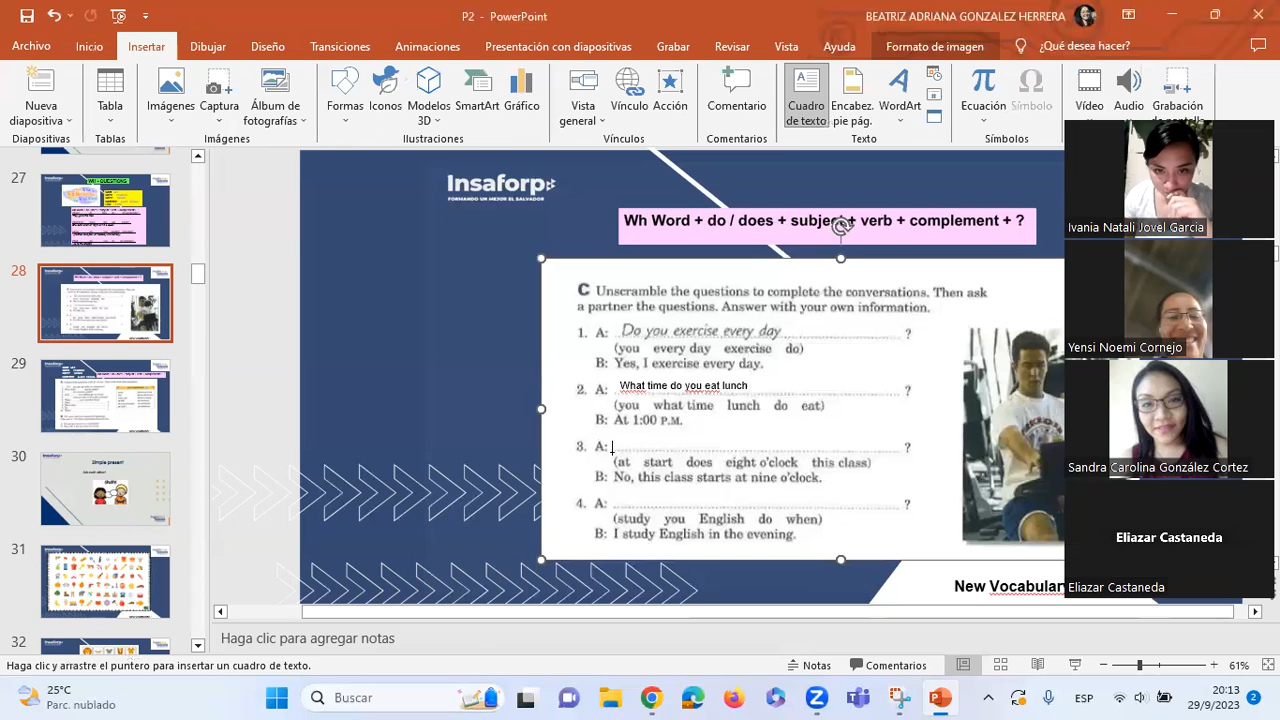 P2 - PowerPoint
BEATRIZ ADRIANA GONZALEZ HERRERA
Archivo Inicio Insertar Dibujar Diseño Transiciones Animaciones Presentación con diapositivas Grabar Revisar Vista Ayuda Formato de imagen ¿Qué desea hacer?
Nueva diapositiva
Tabla
Imágenes
Captura
Álbum de fotografías
Formas
Iconos
Modelos 3D
SmartArt
Gráfico
Vista general
Vínculo
Acción
Comentario
Cuadro de texto
Encabez. pie pág.
WordArt
Ecuación
Símbolo
Vídeo
Audio
Grabación de
Diapositivas
Tablas
Imágenes
Ilustraciones
Vínculos
Comentarios
Texto
Símbolos
27
28
29
30
Simple present
31
32
Insaforp
FORMANDO UN MEJOR EL SALVADOR
Wh Word + do / does + subje + verb + complement + ?
C Unscramble the questions to complete the conversations. Then ask
a partner the questions. Answer with your own information.
1. A: Do you exercise every day ?
(you every day exercise do)
B: Yes, I exercise every day.
2. A: What time do you eat lunch ?
(you what time lunch do eat)
B: At 1:00 P.M.
3. A: ?
(at start does eight o'clock this class)
B: No, this class starts at nine o'clock.
4. A: ?
(study you English do when)
B: I study English in the evening.
New Vocabular
Ivania Natali Jovel Garcia
Yensi Noemi Cornejo
Sandra Carolina González Cortez
Eliazar Castaneda
Eliazar Castaneda
Haga clic para agregar notas
Haga clic y arrastre el puntero para insertar un cuadro de texto.
Notas
Comentarios
61%
25°C
Parc. nublado
Buscar
ESP
20:13
29/9/2023
2